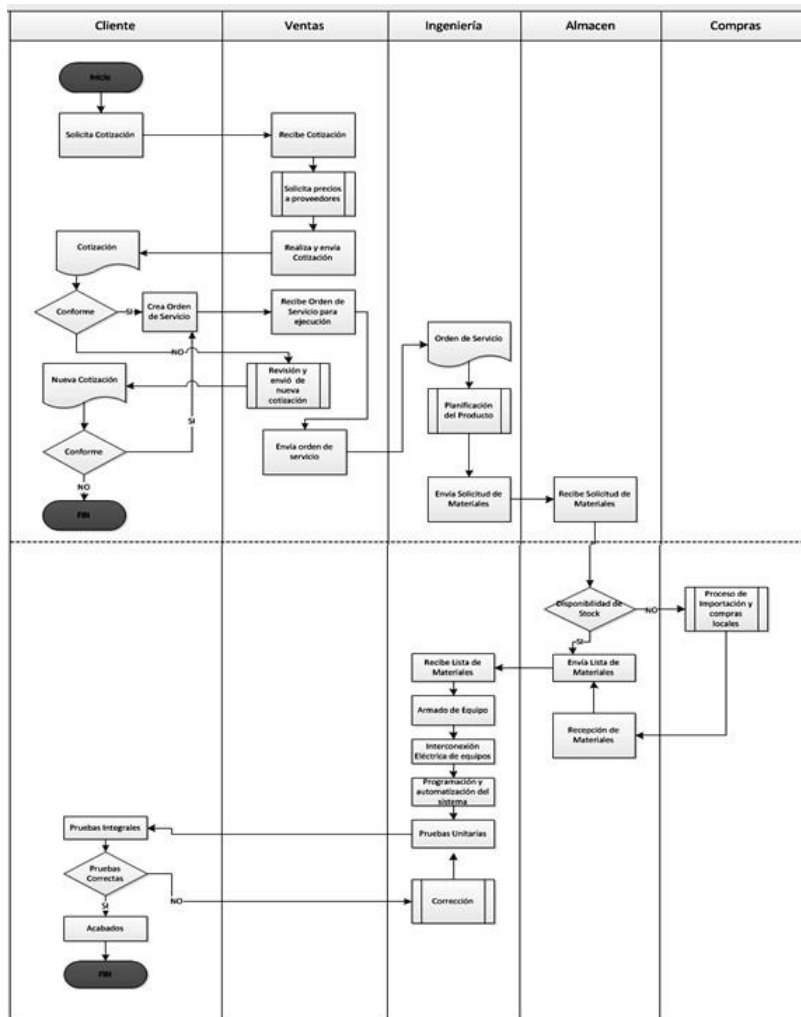 Cliente
Ventas
Ingeniería
Almacen
Compras
Inicio
Solicita Cotización
Recibe Cotización
Solicita precios
a proveedores
Cotización
Realiza y envía
Cotización
Conforme
SI
Crea Orden
de Servicio
Recibe Orden de
Servicio para
ejecución
Orden de Servicio
NO
Nueva Cotización
Revisión y
envió de
nueva
cotización
Planificación
del Producto
SI
Conforme
Envía orden de
servicio
NO
Envía Solicitud de
Materiales
Recibe Solicitud de
Materiales
FIN
Disponibilidad de
Stock
NO
Proceso de
Importación y
compras
locales
SI
Recibe Lista de
Materiales
Envía Lista de
Materiales
Armado de Equipo
Recepción de
Materiales
Interconexión
Eléctrica de equipos
Programación y
automatización del
sistema
Pruebas Integrales
Pruebas Unitarias
Pruebas
Correctas
NO
Corrección
SI
Acabados
FIN